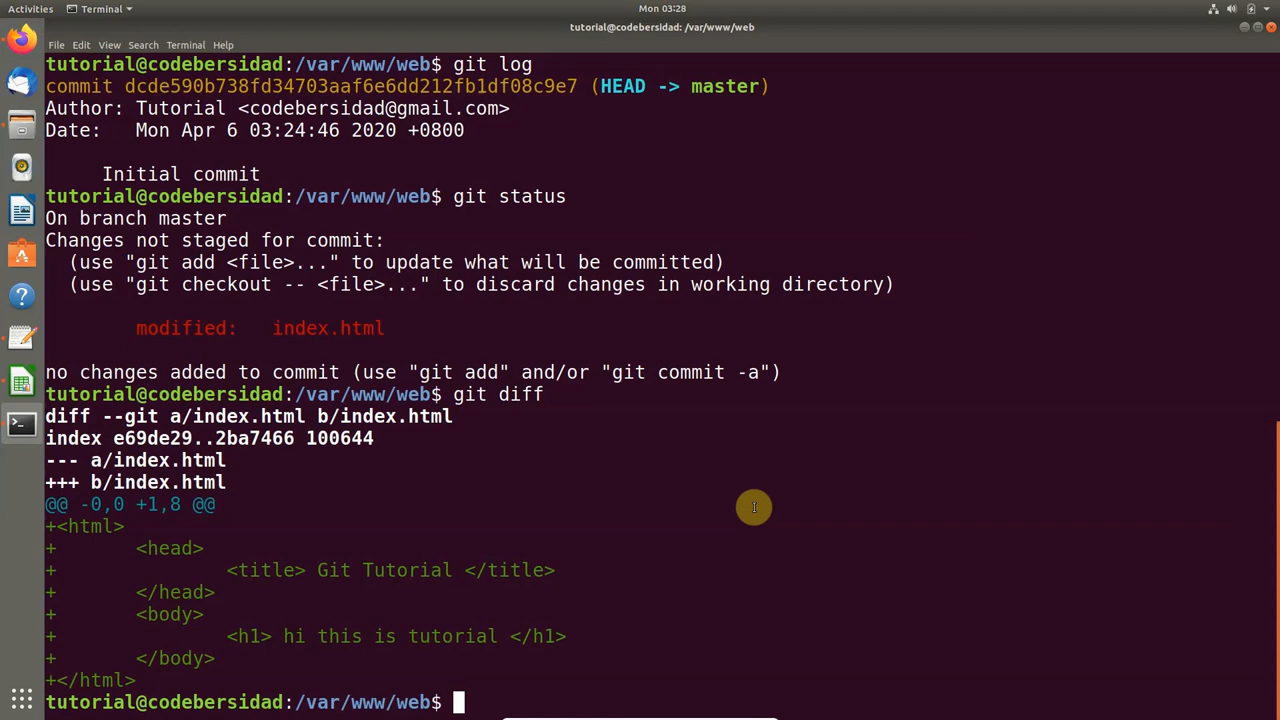 Activities Terminal Mon 03:28
tutorial@codebersidad: /var/www/web
File Edit View Search Terminal Help
tutorial@codebersidad:/var/www/web$ git log
commit dcde590b738fd34703aaf6e6dd212fb1df08c9e7 (HEAD -> master)
Author: Tutorial <codebersidad@gmail.com>
Date:   Mon Apr 6 03:24:46 2020 +0800
Initial commit
tutorial@codebersidad:/var/www/web$ git status
On branch master
Changes not staged for commit:
(use "git add <file>..." to update what will be committed)
(use "git checkout -- <file>..." to discard changes in working directory)
modified:   index.html
no changes added to commit (use "git add" and/or "git commit -a")
tutorial@codebersidad:/var/www/web$ git diff
diff --git a/index.html b/index.html
index e69de29..2ba7466 100644
--- a/index.html
+++ b/index.html
@@ -0,0 +1,8 @@
+<html>
+       <head>
+               <title> Git Tutorial </title>
+       </head>
+       <body>
+               <h1> hi this is tutorial </h1>
+       </body>
+</html>
tutorial@codebersidad:/var/www/web$